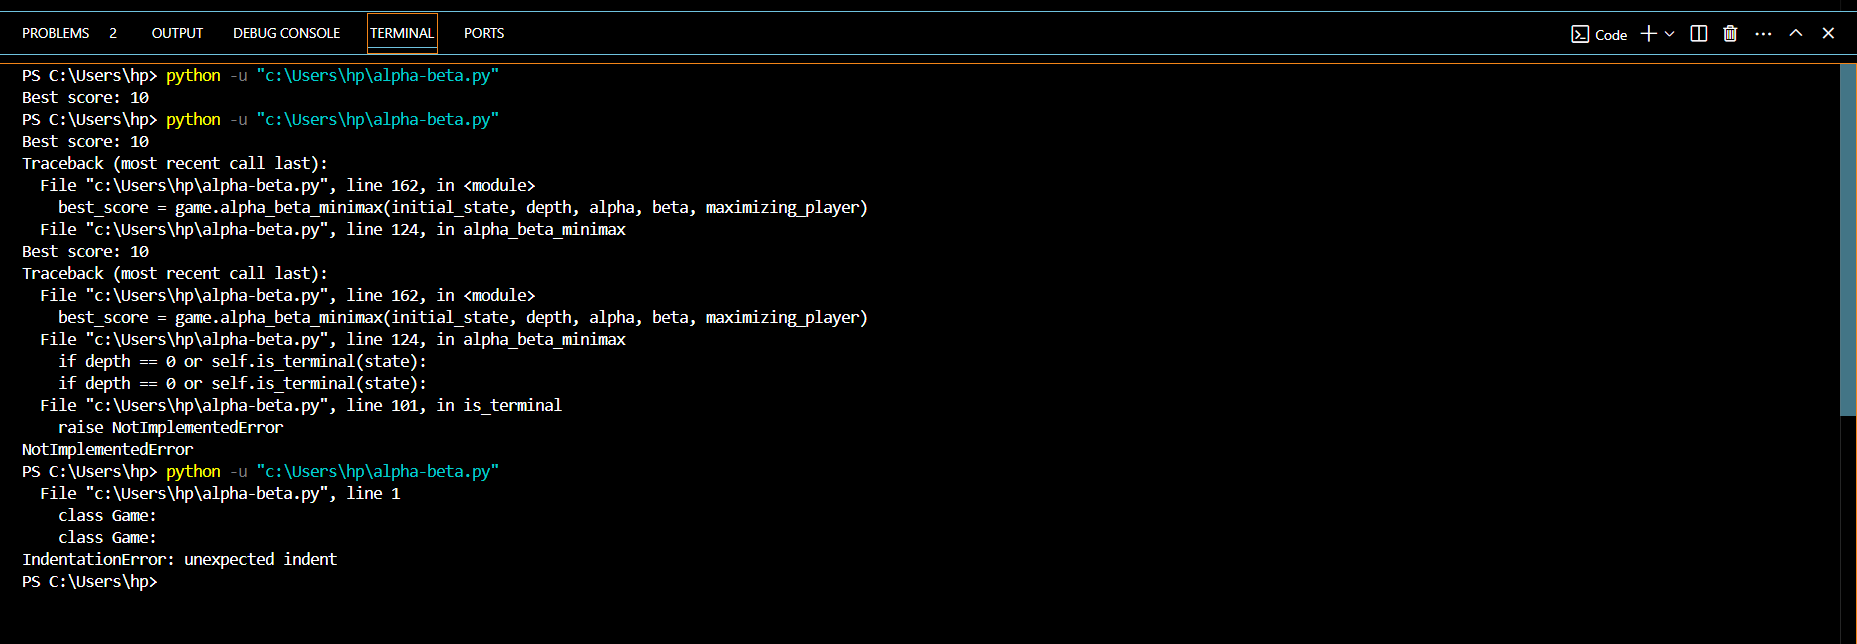 PROBLEMS 2 OUTPUT DEBUG CONSOLE TERMINAL PORTS Code
PS C:\Users\hp> python -u "c:\Users\hp\alpha-beta.py"
Best score: 10
PS C:\Users\hp> python -u "c:\Users\hp\alpha-beta.py"
Best score: 10
Traceback (most recent call last):
  File "c:\Users\hp\alpha-beta.py", line 162, in <module>
    best_score = game.alpha_beta_minimax(initial_state, depth, alpha, beta, maximizing_player)
  File "c:\Users\hp\alpha-beta.py", line 124, in alpha_beta_minimax
Best score: 10
Traceback (most recent call last):
  File "c:\Users\hp\alpha-beta.py", line 162, in <module>
    best_score = game.alpha_beta_minimax(initial_state, depth, alpha, beta, maximizing_player)
  File "c:\Users\hp\alpha-beta.py", line 124, in alpha_beta_minimax
    if depth == 0 or self.is_terminal(state):
    if depth == 0 or self.is_terminal(state):
  File "c:\Users\hp\alpha-beta.py", line 101, in is_terminal
    raise NotImplementedError
NotImplementedError
PS C:\Users\hp> python -u "c:\Users\hp\alpha-beta.py"
  File "c:\Users\hp\alpha-beta.py", line 1
    class Game:
    class Game:
IndentationError: unexpected indent
PS C:\Users\hp>